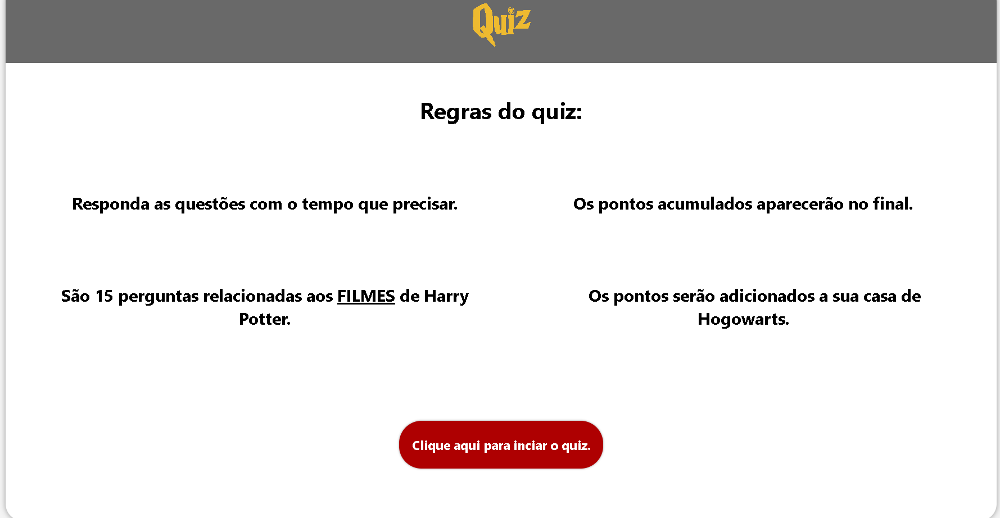 Quiz
Regras do quiz:
Responda as questões com o tempo que precisar.
Os pontos acumulados aparecerão no final.
São 15 perguntas relacionadas aos FILMES de Harry
Potter.
Os pontos serão adicionados a sua casa de
Hogowarts.
Clique aqui para inciar o quiz.